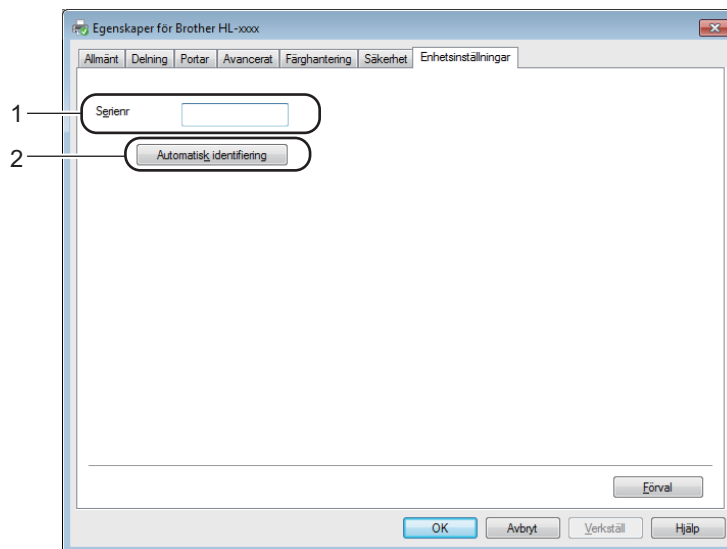 Egenskaper för Brother HL-xxxx
Allmänt Delning Portar Avancerat Färghantering Säkerhet Enhetsinställningar
1 Serienr
2 Automatisk identifiering
Förval
OK Avbryt Verkställ Hjälp